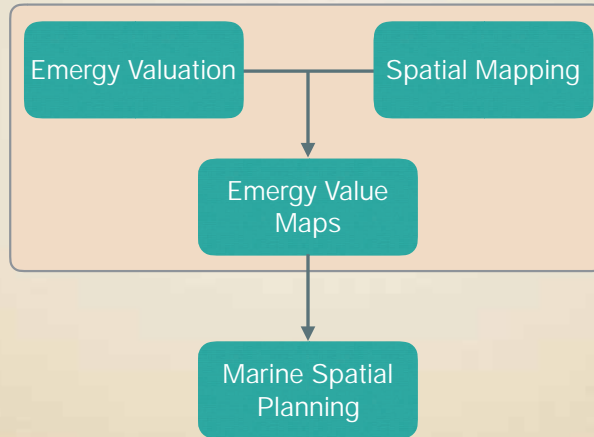 Emergy Valuation
Spatial Mapping
Emergy Value
Maps
Marine Spatial
Planning